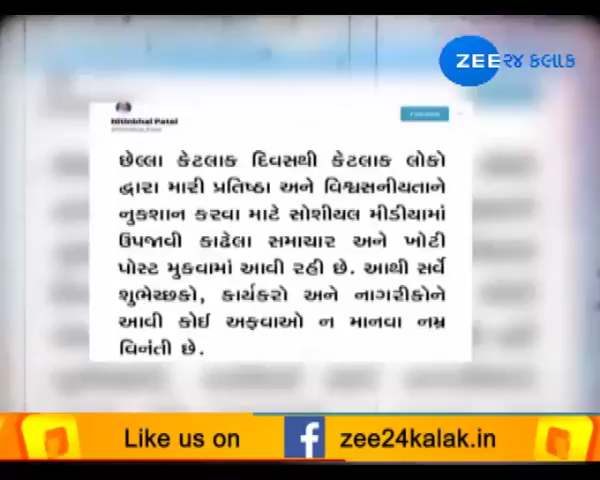 ZEE ૨૪ કલાક
Nitinbhai Patel
છેલ્લા કેટલાક દિવસથી કેટલાક લોકો
દ્વારા મારી પ્રતિષ્ઠા અને વિશ્વસનીયતાને
નુકશાન કરવા માટે સોશીયલ મીડીયામાં
ઉપજાવી કાઢેલા સમાચાર અને ખોટી
પોસ્ટ મુકવામાં આવી રહી છે. આથી સર્વે
શુભેચ્છકો, કાર્યકરો અને નાગરીકોને
આવી કોઈ અફવાઓ ન માનવા નમ્ર
વિનંતી છે.
Like us on f zee24kalak.in